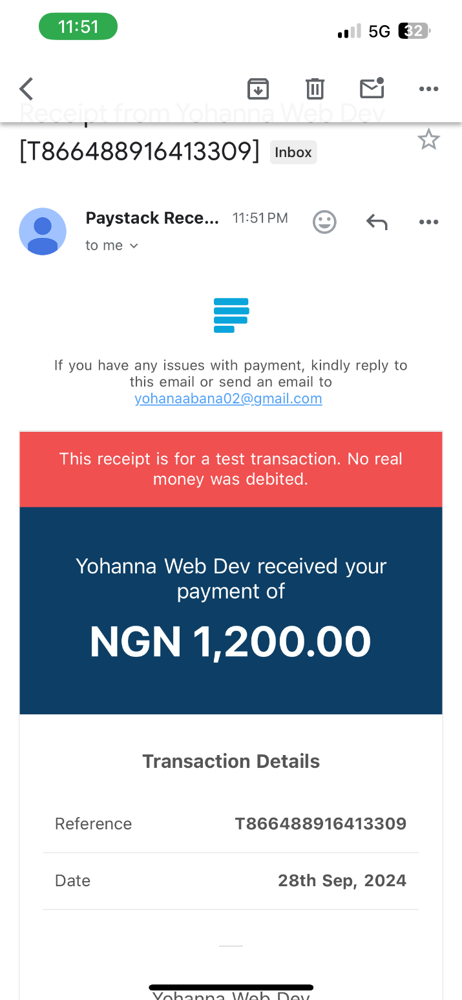 11:51
5G 32
Receipt from Yohanna Web Dev
[T866488916413309] Inbox
Paystack Rece... 11:51 PM
to me
If you have any issues with payment, kindly reply to
this email or send an email to
yohanaabana02@gmail.com
This receipt is for a test transaction. No real
money was debited.
Yohanna Web Dev received your
payment of
NGN 1,200.00
Transaction Details
Reference T866488916413309
Date 28th Sep, 2024
Yohanna Web Dev